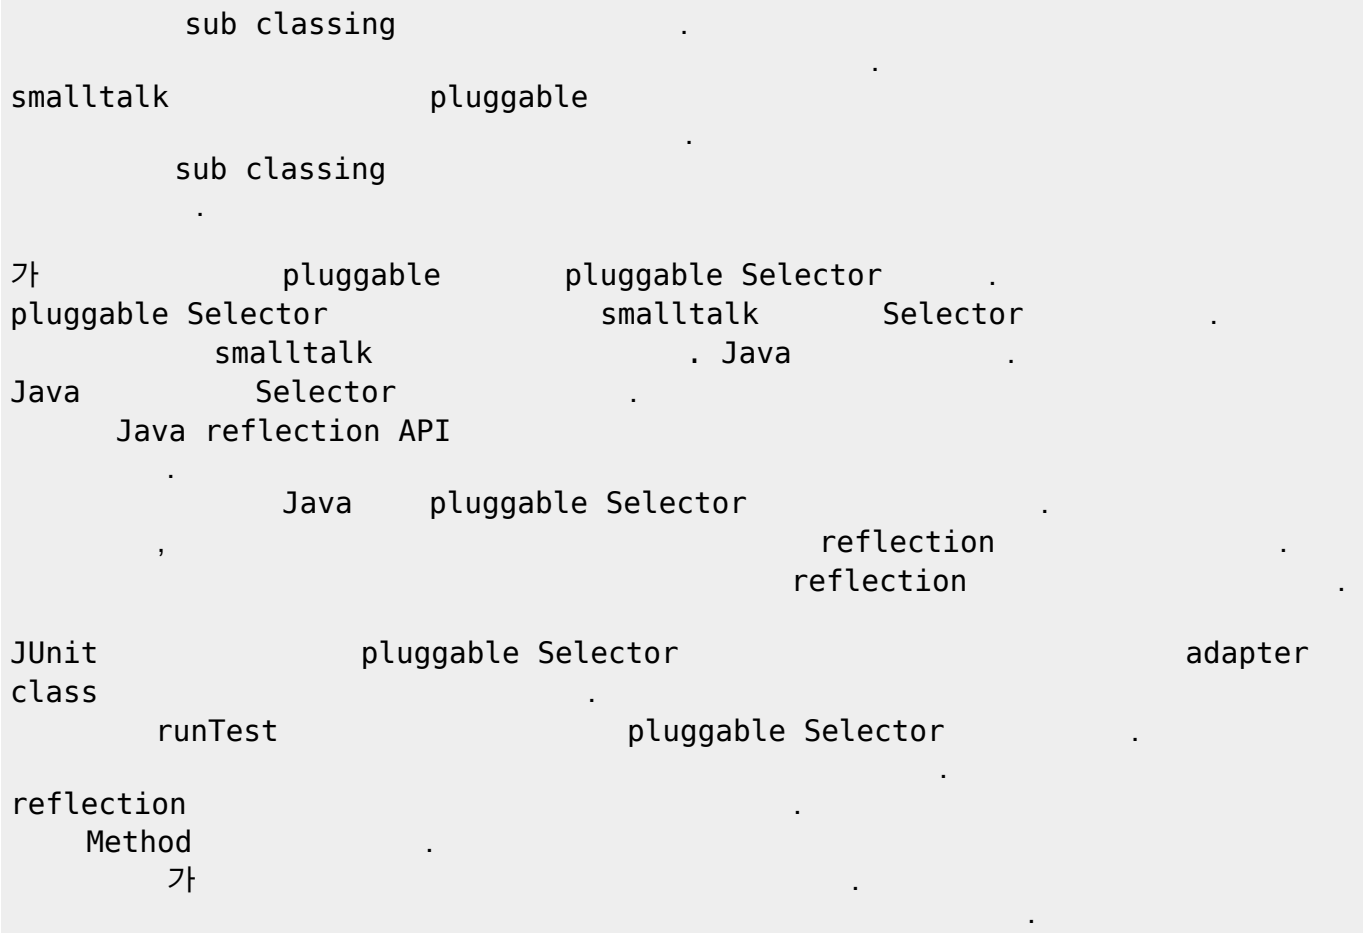 sub classing .
.
smalltalk pluggable
.
sub classing
.
가 pluggable pluggable Selector .
pluggable Selector smalltalk Selector .
smalltalk . Java .
Java Selector .
Java reflection API
.
Java pluggable Selector .
, reflection .
reflection .
JUnit pluggable Selector adapter
class .
runTest pluggable Selector .
.
reflection .
Method .
가 .
.